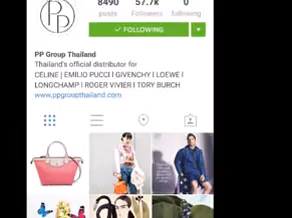 PP
8490 57.7k 0
posts Followers following
✓ FOLLOWING
PP Group Thailand
Thailand's official distributor for
CELINE | EMILIO PUCCI | GIVENCHY | LOEWE |
LONGCHAMP | ROGER VIVIER | TORY BURCH
www.ppgroupthailand.com